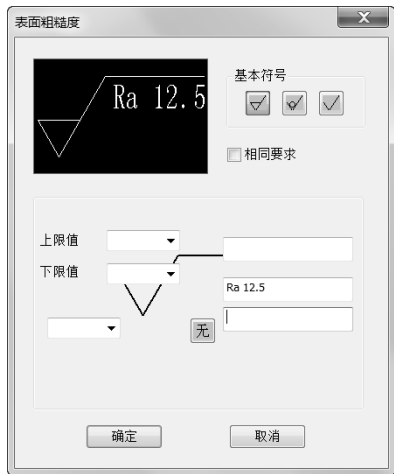 表面粗糙度
Ra 12.5
基本符号
相同要求
上限值
下限值
Ra 12.5
无
确定
取消